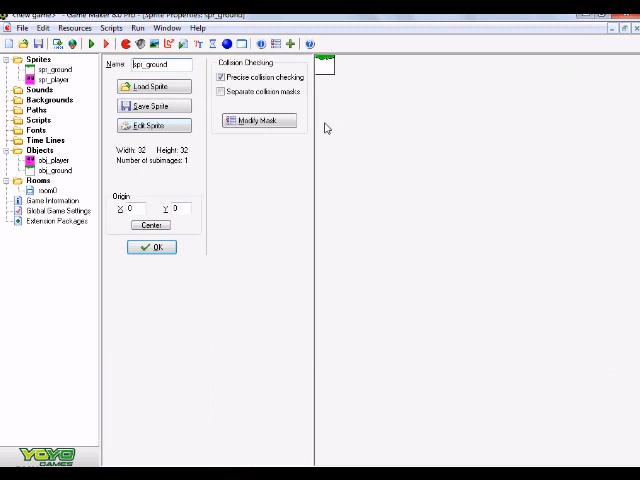 <new game> - Game Maker 8.0 Pro - [Sprite Properties: spr_ground]
File Edit Resources Scripts Run Window Help
Sprites
spr_ground
spr_player
Sounds
Backgrounds
Paths
Scripts
Fonts
Time Lines
Objects
obj_player
obj_ground
Rooms
room0
Game Information
Global Game Settings
Extension Packages
YOYO
GAMES
Name: spr_ground
Load Sprite
Save Sprite
Edit Sprite
Width: 32 Height: 32
Number of subimages: 1
Origin
X 0 Y 0
Center
OK
Collision Checking
Precise collision checking
Separate collision masks
Modify Mask